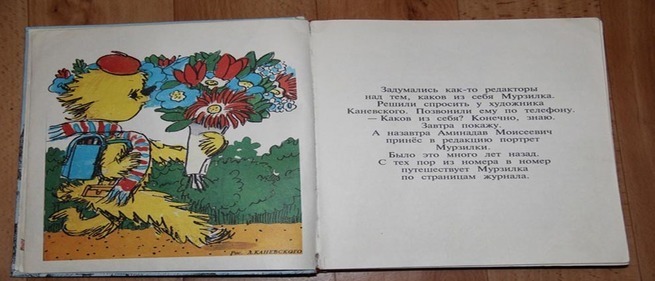 Рис. А. КАНЕВСКОГО
Задумались как-то редакторы
над тем, каков из себя Мурзилка.
Решили спросить у художника
Каневского. Позвонили ему по телефону.
— Каков из себя? Конечно, знаю.
Завтра покажу.
А назавтра Аминадав Моисеевич
принёс в редакцию портрет
Мурзилки.
Было это много лет назад.
С тех пор из номера в номер
путешествует Мурзилка
по страницам журнала.